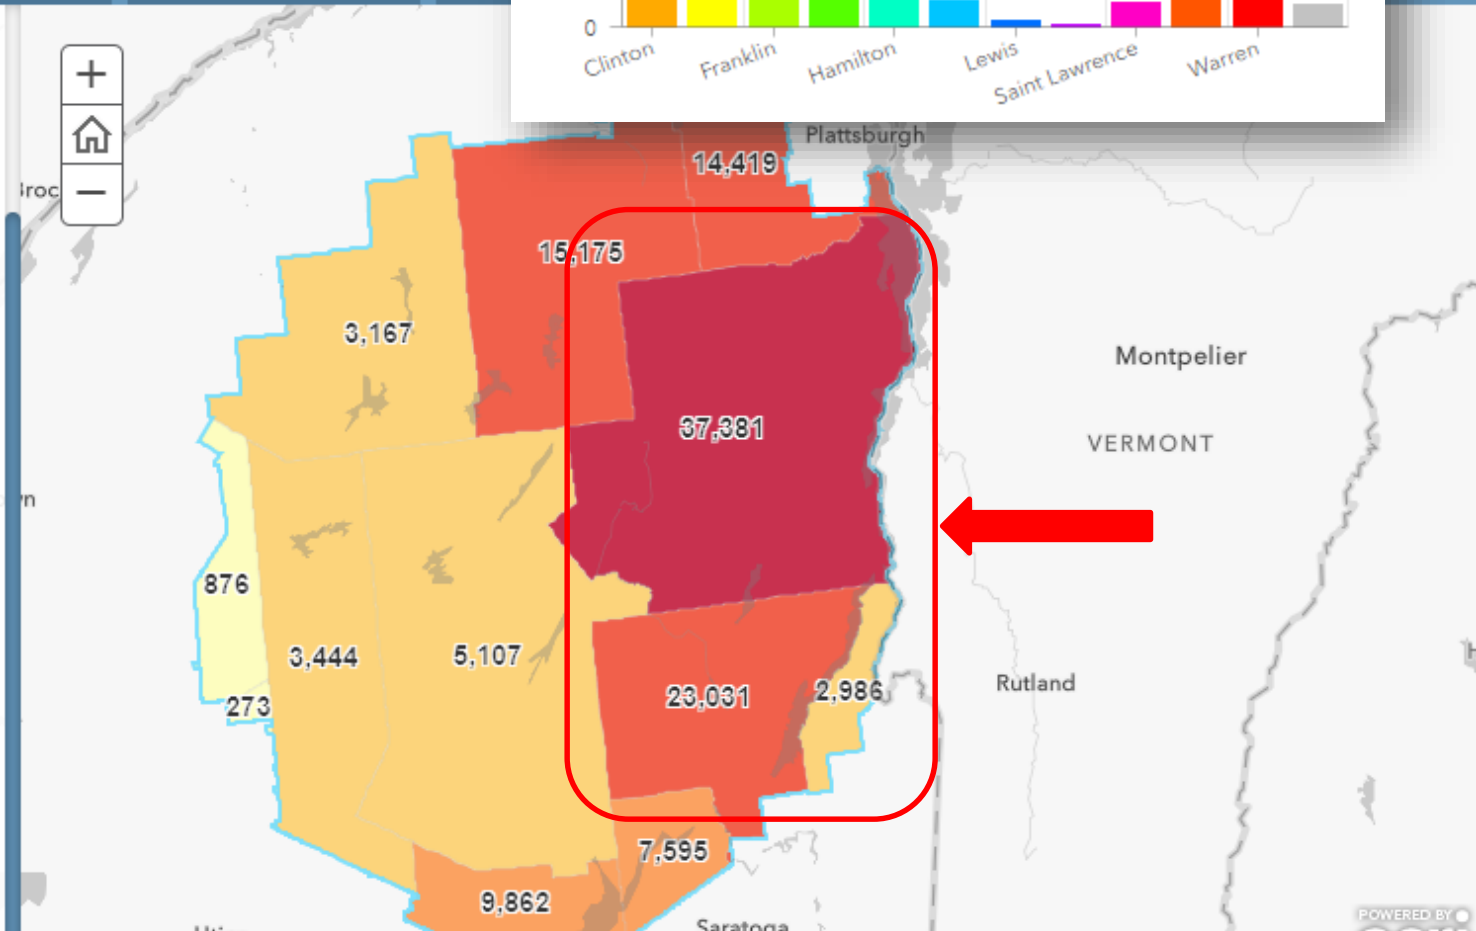 0
Clinton
Franklin
Hamilton
Lewis
Saint Lawrence
Warren
+
−
Plattsburgh
14,419
15,175
3,167
Montpelier
37,381
VERMONT
876
3,444
5,107
Rutland
2,986
23,031
273
7,595
9,862
Saratoga
POWERED BY